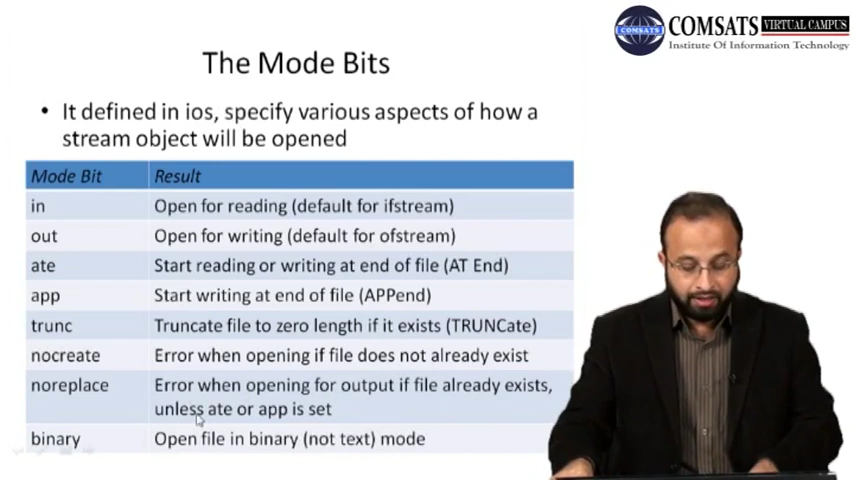 COMSATS VIRTUAL CAMPUS
COMSATS
Institute Of Information Technology
The Mode Bits
• It defined in ios, specify various aspects of how a
stream object will be opened
Mode Bit Result
in Open for reading (default for ifstream)
out Open for writing (default for ofstream)
ate Start reading or writing at end of file (AT End)
app Start writing at end of file (APPend)
trunc Truncate file to zero length if it exists (TRUNCate)
nocreate Error when opening if file does not already exist
noreplace Error when opening for output if file already exists,
unless ate or app is set
binary Open file in binary (not text) mode